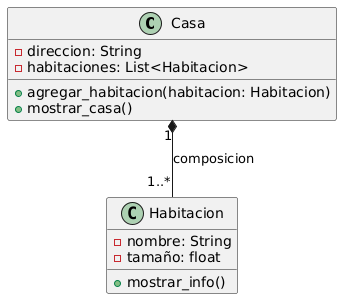 C Casa
direccion: String
habitaciones: List<Habitacion>
agregar_habitacion(habitacion: Habitacion)
mostrar_casa()
1
composicion
1..*
C Habitacion
nombre: String
tamaño: float
mostrar_info()